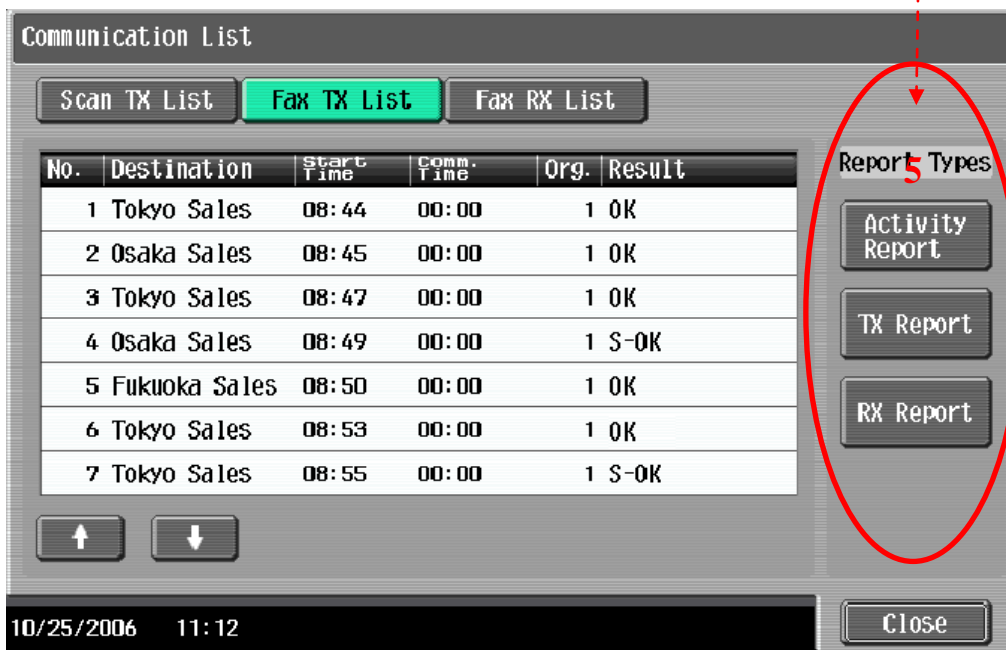 Communication List
Scan TX List Fax TX List Fax RX List
No. Destination Start Time Comm. Time Org. Result
1 Tokyo Sales 08:44 00:00 1 OK
2 Osaka Sales 08:45 00:00 1 OK
3 Tokyo Sales 08:47 00:00 1 OK
4 Osaka Sales 08:49 00:00 1 S-OK
5 Fukuoka Sales 08:50 00:00 1 OK
6 Tokyo Sales 08:53 00:00 1 OK
7 Tokyo Sales 08:55 00:00 1 S-OK
Report Types
5
Activity
Report
TX Report
RX Report
10/25/2006 11:12
Close